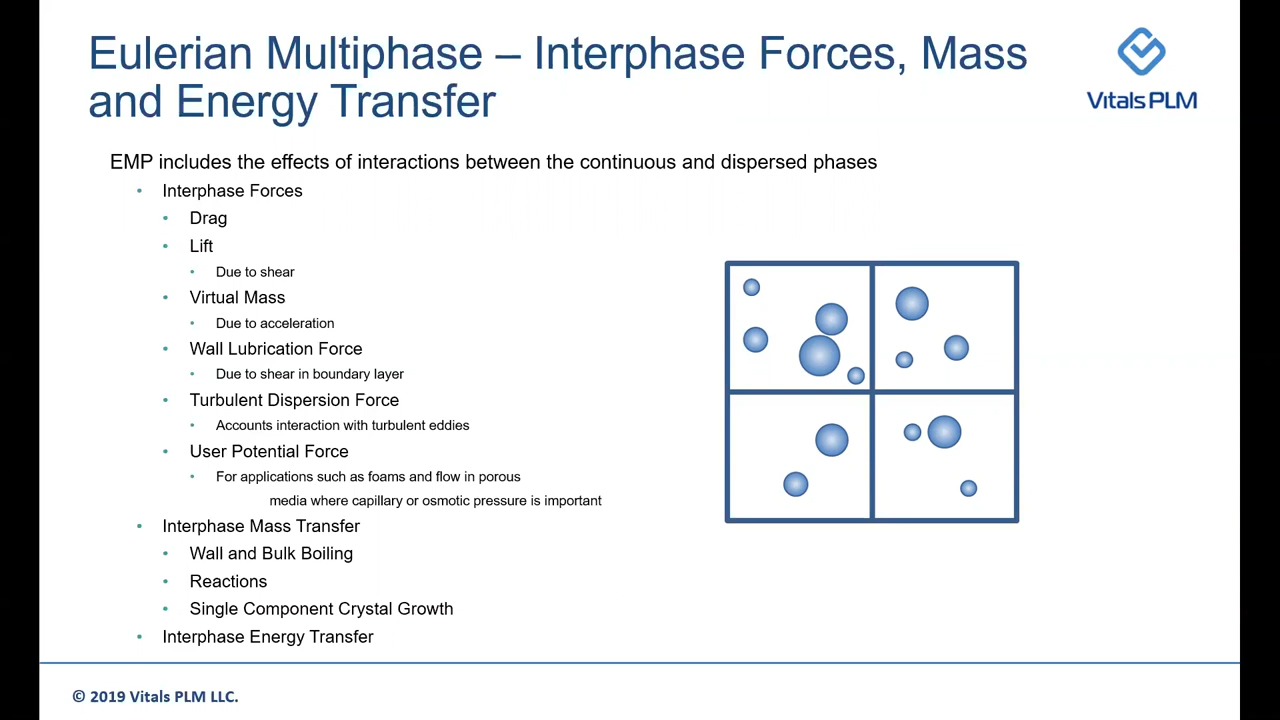 Eulerian Multiphase – Interphase Forces, Mass
and Energy Transfer
Vitals PLM
EMP includes the effects of interactions between the continuous and dispersed phases
• Interphase Forces
• Drag
• Lift
• Due to shear
• Virtual Mass
• Due to acceleration
• Wall Lubrication Force
• Due to shear in boundary layer
• Turbulent Dispersion Force
• Accounts interaction with turbulent eddies
• User Potential Force
• For applications such as foams and flow in porous
media where capillary or osmotic pressure is important
• Interphase Mass Transfer
• Wall and Bulk Boiling
• Reactions
• Single Component Crystal Growth
• Interphase Energy Transfer
© 2019 Vitals PLM LLC.